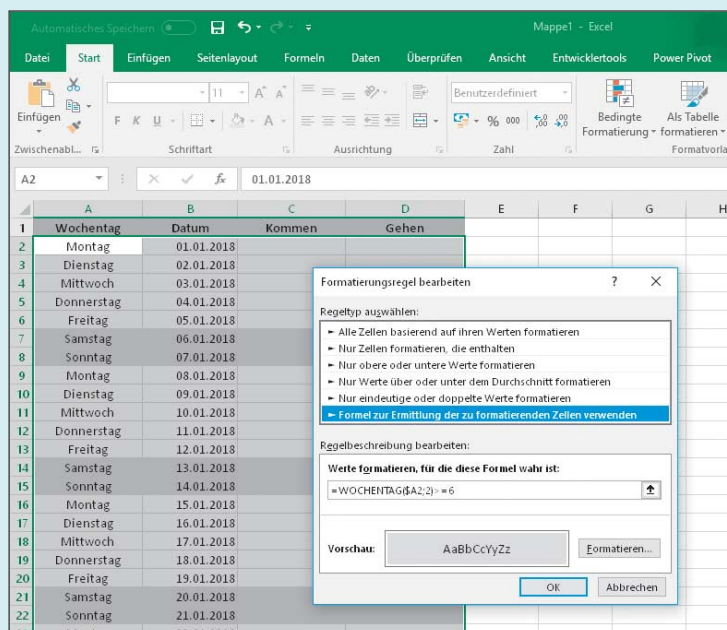 Automatisches Speichern
Mappe1 - Excel
Datei Start Einfügen Seitenlayout Formeln Daten Überprüfen Ansicht Entwicklertools Power Pivot
Einfügen
11 A A
F K U A
Benutzerdefiniert
% 000
Bedingte Formatierung
Als Tabelle formatieren
Zwischenabl... Schriftart Ausrichtung Zahl Formatvorla
A2 fx 01.01.2018
A B C D E F G H
1 Wochentag Datum Kommen Gehen
2 Montag 01.01.2018
3 Dienstag 02.01.2018
4 Mittwoch 03.01.2018
5 Donnerstag 04.01.2018
6 Freitag 05.01.2018
7 Samstag 06.01.2018
8 Sonntag 07.01.2018
9 Montag 08.01.2018
10 Dienstag 09.01.2018
11 Mittwoch 10.01.2018
12 Donnerstag 11.01.2018
13 Freitag 12.01.2018
14 Samstag 13.01.2018
15 Sonntag 14.01.2018
16 Montag 15.01.2018
17 Dienstag 16.01.2018
18 Mittwoch 17.01.2018
19 Donnerstag 18.01.2018
20 Freitag 19.01.2018
21 Samstag 20.01.2018
22 Sonntag 21.01.2018
Formatierungsregel bearbeiten ?
Regeltyp auswählen:
► Alle Zellen basierend auf ihren Werten formatieren
► Nur Zellen formatieren, die enthalten
► Nur obere oder untere Werte formatieren
► Nur Werte über oder unter dem Durchschnitt formatieren
► Nur eindeutige oder doppelte Werte formatieren
► Formel zur Ermittlung der zu formatierenden Zellen verwenden
Regelbeschreibung bearbeiten:
Werte formatieren, für die diese Formel wahr ist:
=WOCHENTAG($A2;2)>=6
Vorschau: AaBbCcYyZz Formatieren...
OK Abbrechen